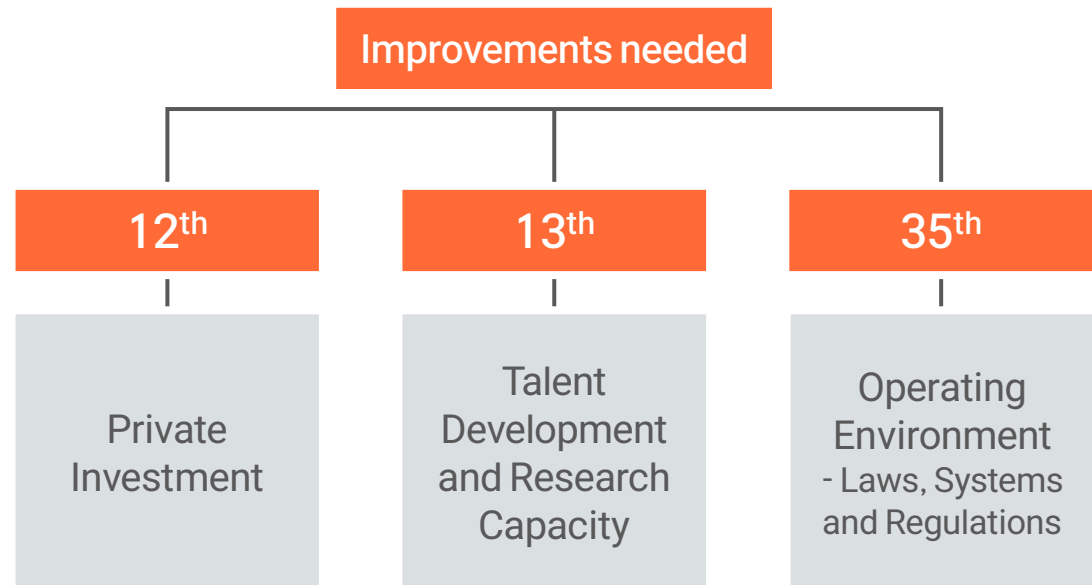 Improvements needed
12th
13th
35th
Private
Investment
Talent
Development
and Research
Capacity
Operating
Environment
- Laws, Systems
and Regulations